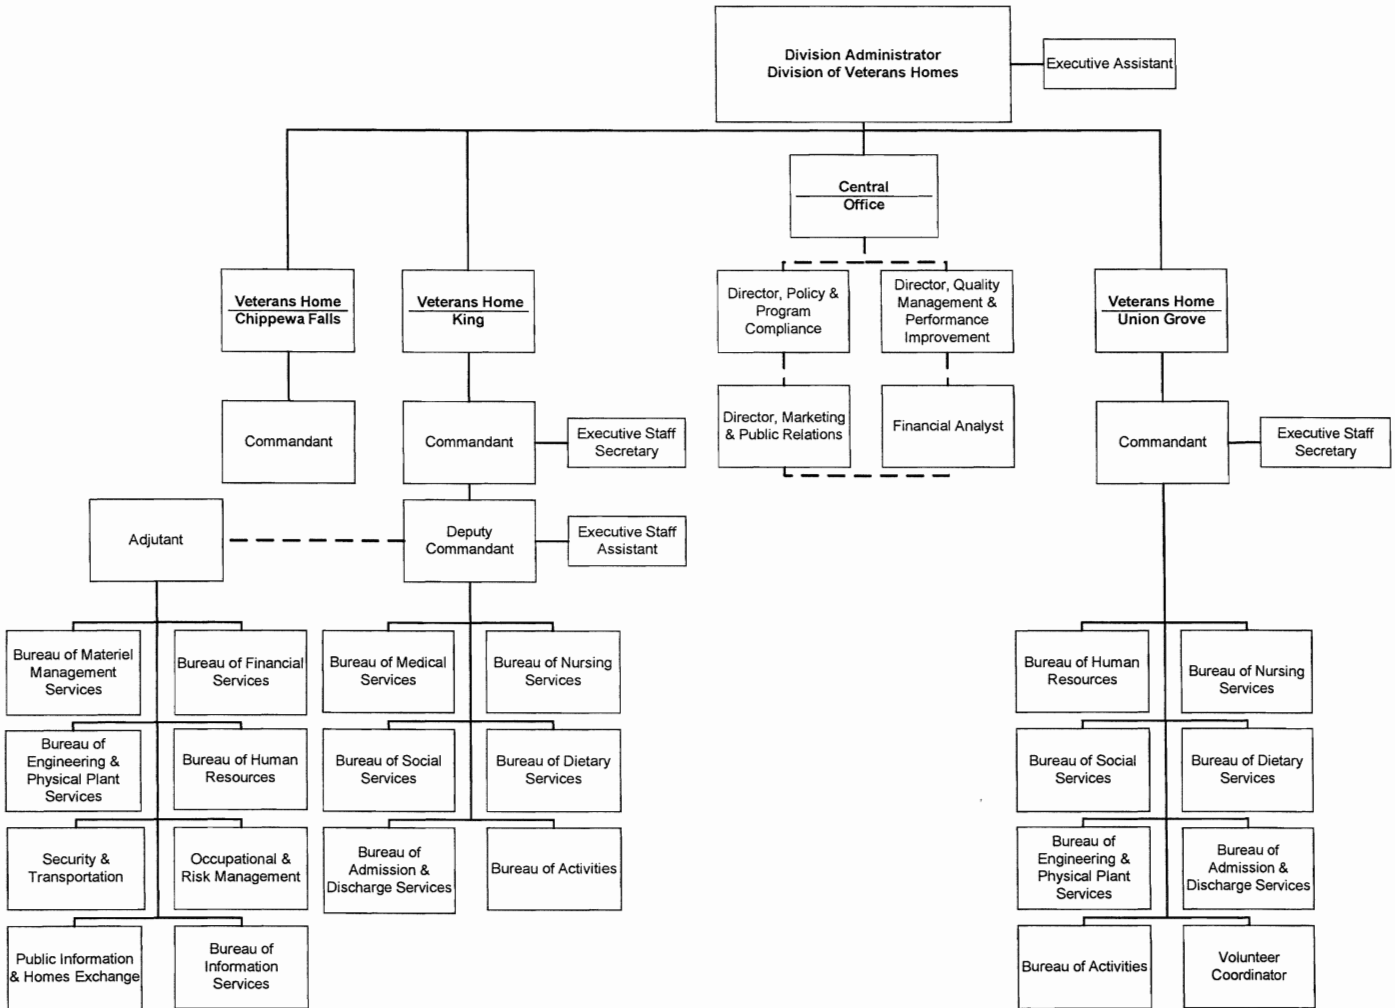 Division Administrator
Division of Veterans Homes
Executive Assistant
Central
Office
Veterans Home
Chippewa Falls
Veterans Home
King
Director, Policy &
Program
Compliance
Director, Quality
Management &
Performance
Improvement
Veterans Home
Union Grove
Commandant
Commandant
Executive Staff
Secretary
Director, Marketing
& Public Relations
Financial Analyst
Commandant
Executive Staff
Secretary
Adjutant
Deputy
Commandant
Executive Staff
Assistant
Bureau of Materiel
Management
Services
Bureau of Financial
Services
Bureau of Medical
Services
Bureau of Nursing
Services
Bureau of Human
Resources
Bureau of Nursing
Services
Bureau of
Engineering &
Physical Plant
Services
Bureau of Human
Resources
Bureau of Social
Services
Bureau of Dietary
Services
Bureau of Social
Services
Bureau of Dietary
Services
Security &
Transportation
Occupational &
Risk Management
Bureau of
Admission &
Discharge Services
Bureau of Activities
Bureau of
Engineering &
Physical Plant
Services
Bureau of
Admission &
Discharge Services
Public Information
& Homes Exchange
Bureau of
Information
Services
Bureau of Activities
Volunteer
Coordinator